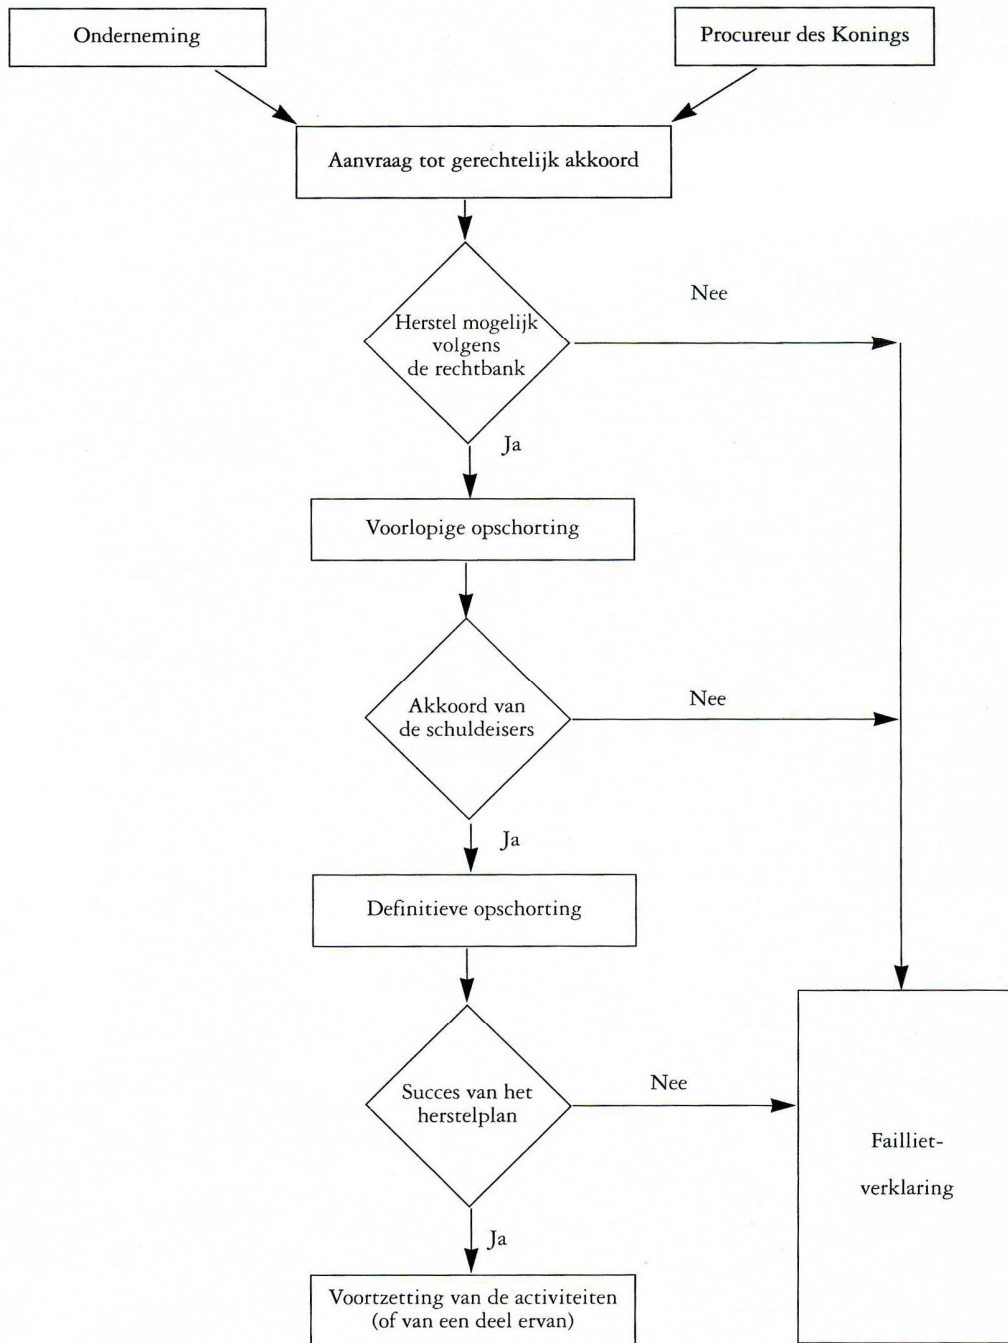 Onderneming
Procureur des Konings
Aanvraag tot gerechtelijk akkoord
Nee
Herstel mogelijk
volgens
de rechtbank
Ja
Voorlopige opschorting
Nee
Akkoord van
de schuldeisers
Ja
Definitieve opschorting
Nee
Succes van het
herstelplan
Failliet-
verklaring
Ja
Voortzetting van de activiteiten
(of van een deel ervan)